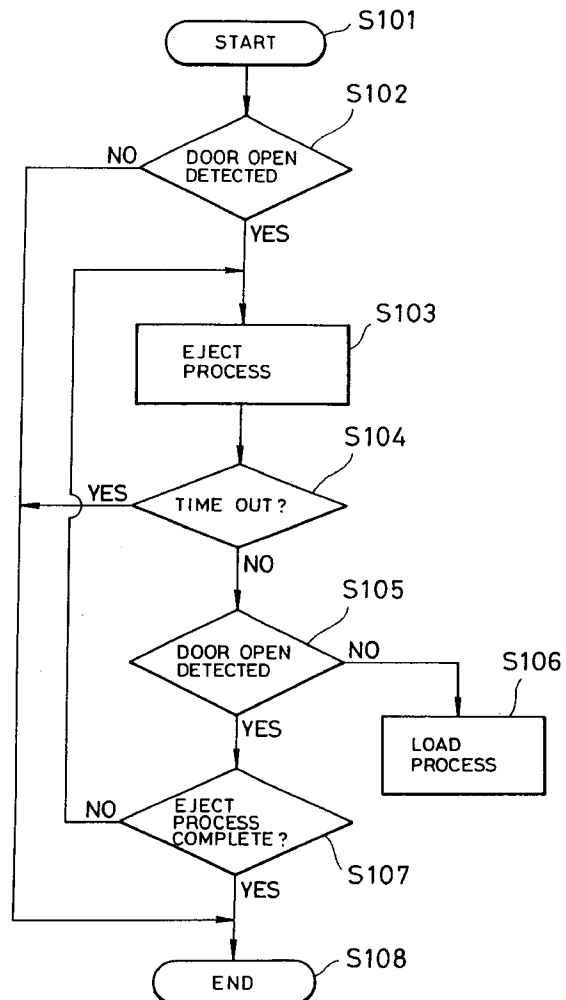 S101
START
S102
NO
DOOR OPEN
DETECTED
YES
S103
EJECT
PROCESS
S104
YES
TIME OUT?
NO
S105
DOOR OPEN
DETECTED
NO
S106
YES
LOAD
PROCESS
NO
EJECT
PROCESS
COMPLETE?
S107
YES
S108
END